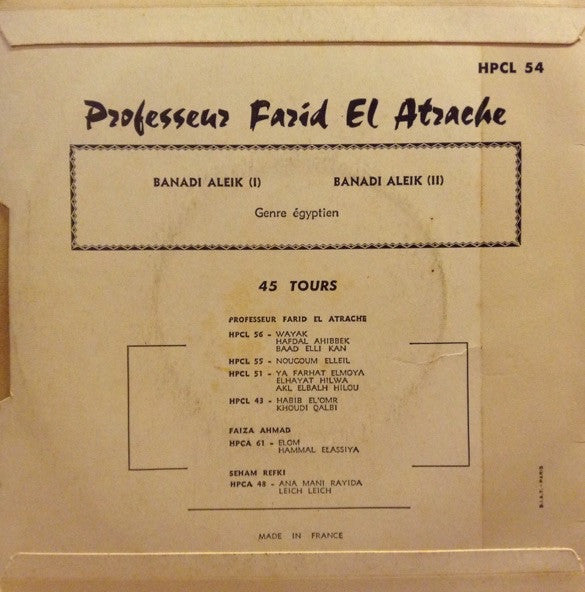 HPCL 54
Professeur Farid El Atrache
BANADI ALEIK (I) BANADI ALEIK (II)
Genre égyptien
45 TOURS
PROFESSEUR FARID EL ATRACHE
HPCL 56 - WAYAK
HAFDAL AHIBBEK
BAAD ELLI KAN
HPCL 55 - NOUGOUM ELLEIL
HPCL 51 - YA FARHAT ELMOYA
ELHAYAT HILWA
AKL ELBALH HILOU
HPCL 43 - HABIB EL'OMR
KHOUDI QALBI
FAIZA AHMAD
HPCA 61 - ELOM
HAMMAL ELASSIYA
SEHAM REFKI
HPCA 48 - ANA MANI RAYIDA
LEICH LEICH
MADE IN FRANCE